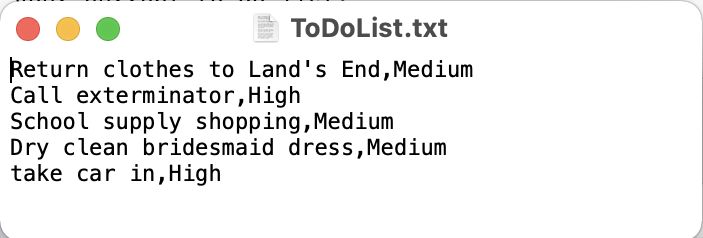 ToDoList.txt
Return clothes to Land's End,Medium
Call exterminator,High
School supply shopping,Medium
Dry clean bridesmaid dress,Medium
take car in,High